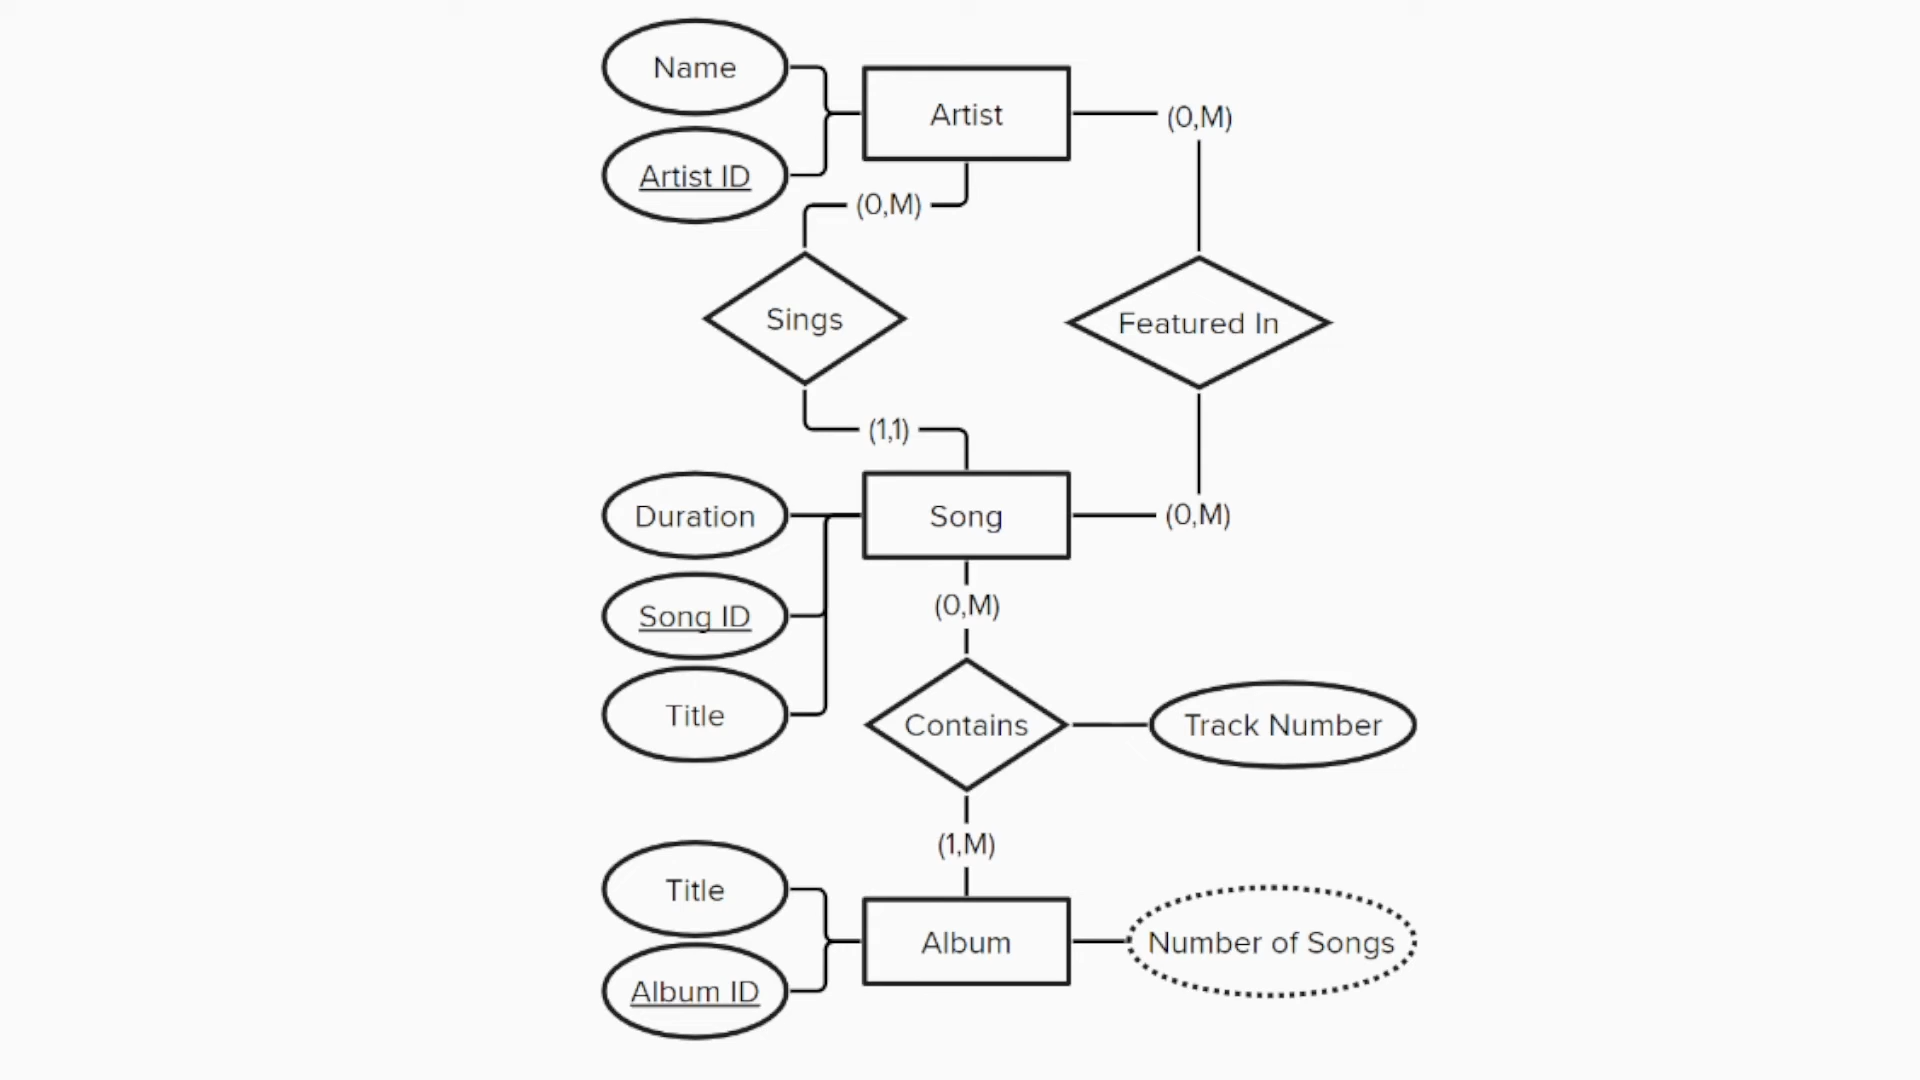 Name
Artist
(0,M)
Artist ID
(0,M)
Sings
Featured In
(1,1)
Duration
Song
(0,M)
Song ID
(0,M)
Title
Contains
Track Number
(1,M)
Title
Album
Number of Songs
Album ID